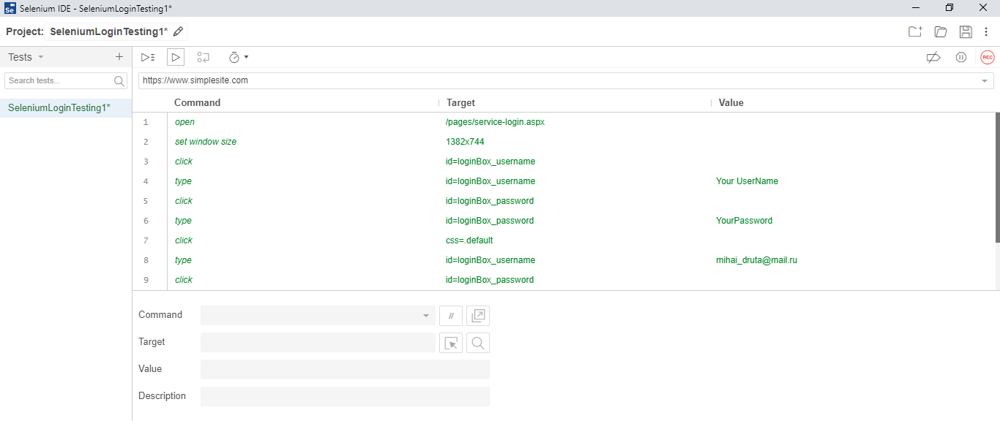 Selenium IDE - SeleniumLoginTesting1*
Project: SeleniumLoginTesting1*
Tests
Search tests...
SeleniumLoginTesting1*
REC
https://www.simplesite.com
Command Target Value
1 open /pages/service-login.aspx
2 set window size 1382x744
3 click id=loginBox_username
4 type id=loginBox_username Your UserName
5 click id=loginBox_password
6 type id=loginBox_password YourPassword
7 click css=.default
8 type id=loginBox_username mihai_druta@mail.ru
9 click id=loginBox_password
Command //
Target
Value
Description